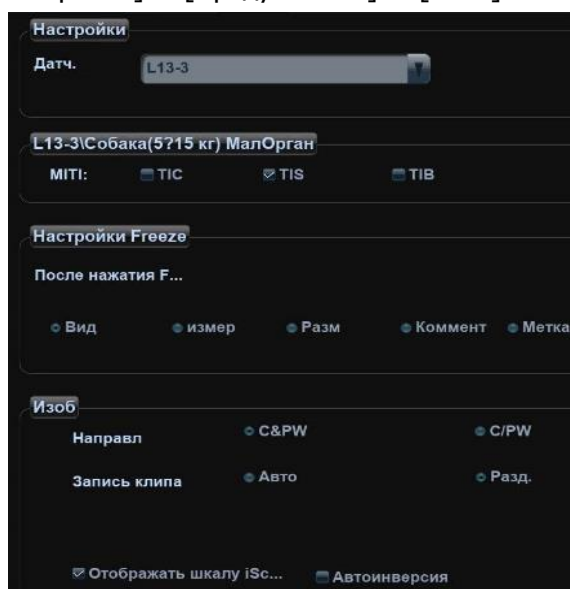 Настройки
Датч. L13-3
L13-3\Собака(5?15 кг) МалОрган
MITI: TIC TIS TIB
Настройки Freeze
После нажатия F...
Вид измер Разм Коммент Метка
Изоб
Направл C&PW C/PW
Запись клипа Авто Разд.
Отображать шкалу iSc... Автоинверсия